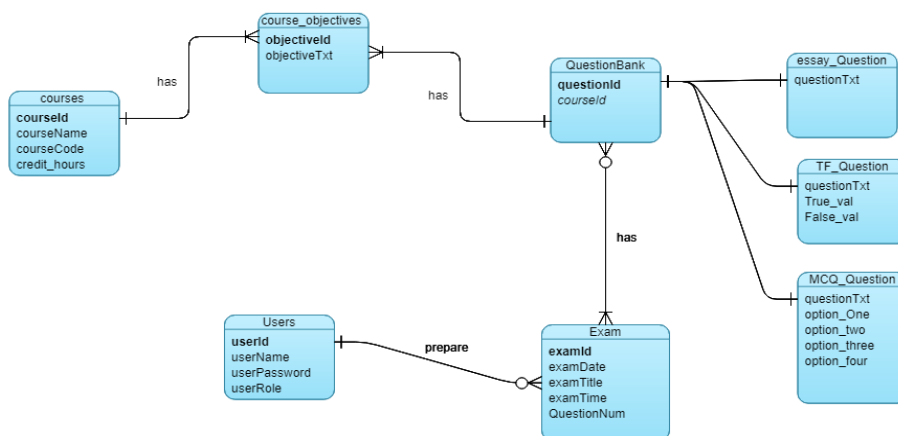 course_objectives
objectiveId
objectiveTxt
has
courses
courseId
courseName
courseCode
credit_hours
has
QuestionBank
questionId
courseId
essay_Question
questionTxt
TF_Question
questionTxt
True_val
False_val
has
MCQ_Question
questionTxt
option_One
option_two
option_three
option_four
Users
userId
userName
userPassword
userRole
prepare
Exam
examId
examDate
examTitle
examTime
QuestionNum